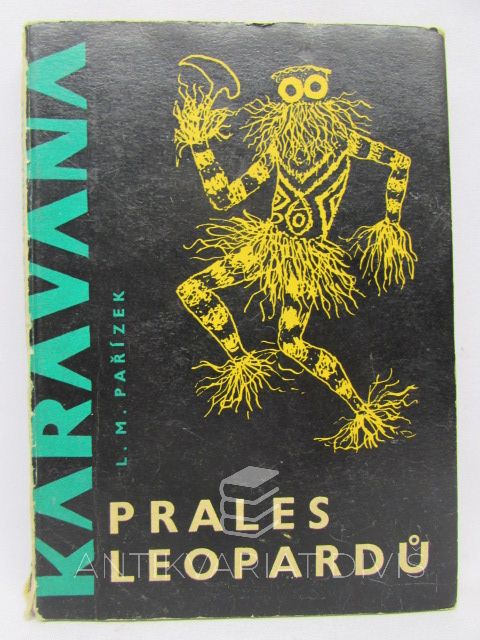 KARAVANA
L. M. PAŘÍZEK
PRALES
LEOPARDŮ